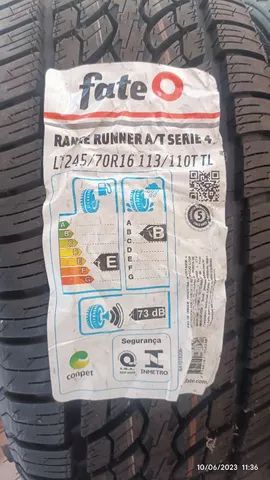 fate
RANGE RUNNER A/T SERIE 4
LT245/70R16 113/110T TL
A
B
C
D
E
F
G
B
E
73 dB
Segurança
conpet
INMETRO
10/06/2023 11:36